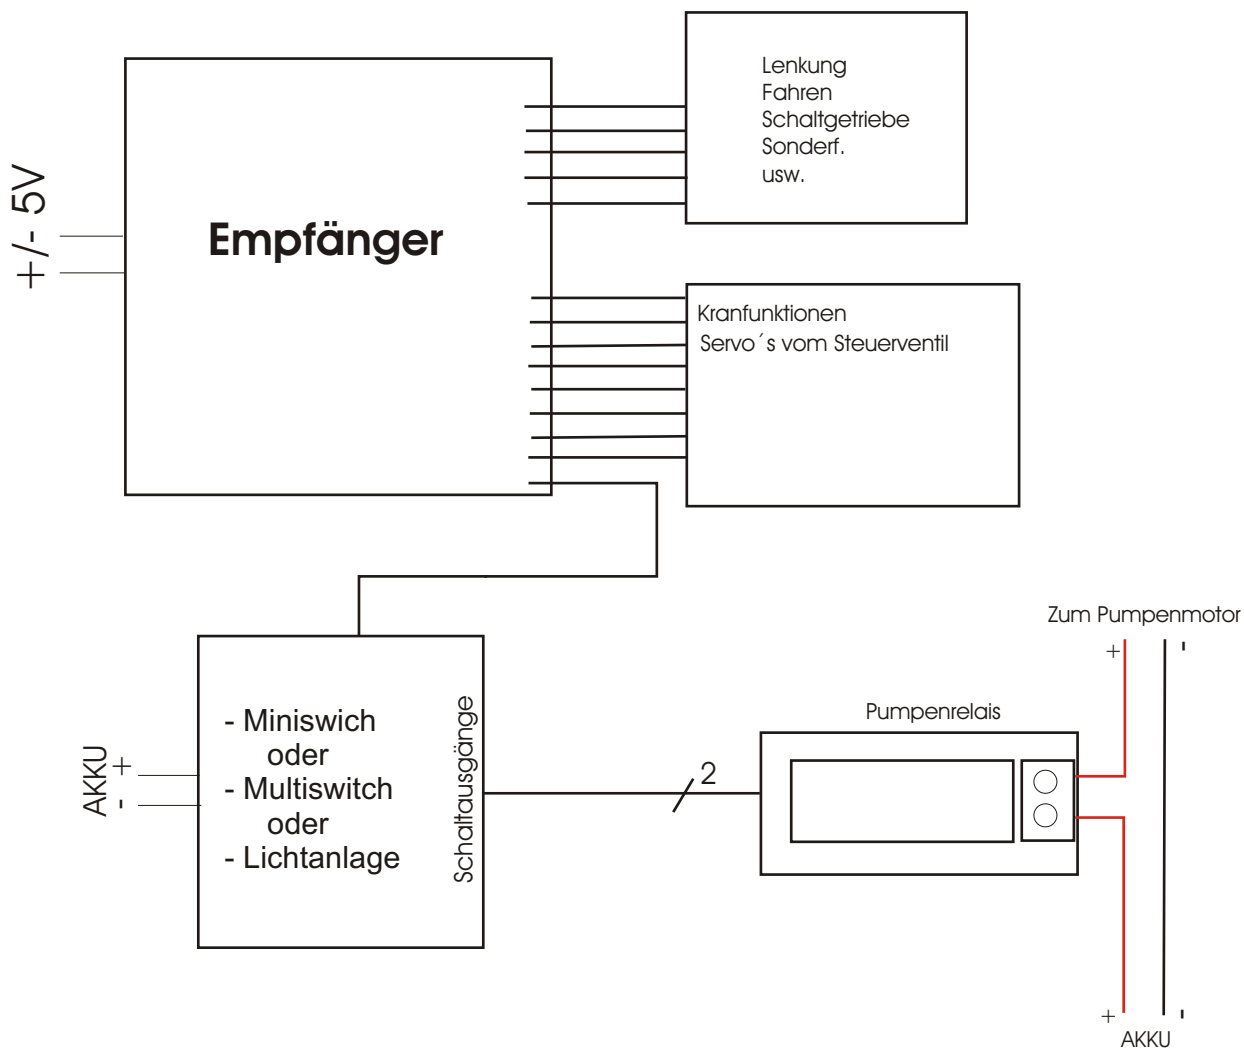 Lenkung
Fahren
Schaltgetriebe
Sonderf.
usw.
+/- 5V
Empfänger
Kranfunktionen
Servo´s vom Steuerventil
Zum Pumpenmotor
+ -
Pumpenrelais
AKKU
+
-
- Miniswich
oder
- Multiswitch
oder
- Lichtanlage
Schaltausgänge
2
+ -
AKKU